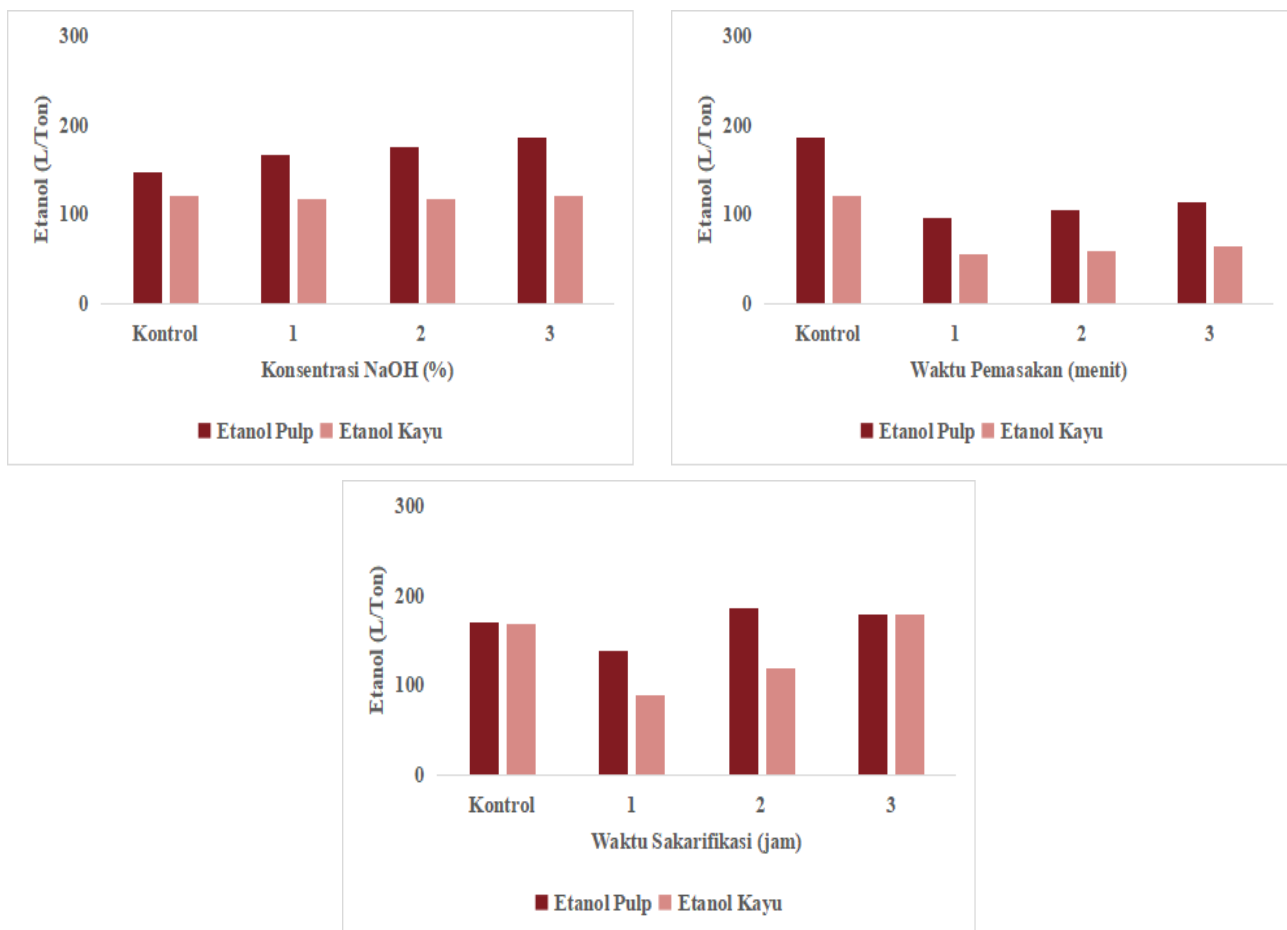 300
200
100
0
Etanol (L/Ton)
Kontrol 1 2 3
Konsentrasi NaOH (%)
Etanol Pulp Etanol Kayu
300
200
100
0
Etanol (L/Ton)
Kontrol 1 2 3
Waktu Pemasakan (menit)
Etanol Pulp Etanol Kayu
300
200
100
0
Etanol (L/Ton)
Kontrol 1 2 3
Waktu Sakarifikasi (jam)
Etanol Pulp Etanol Kayu